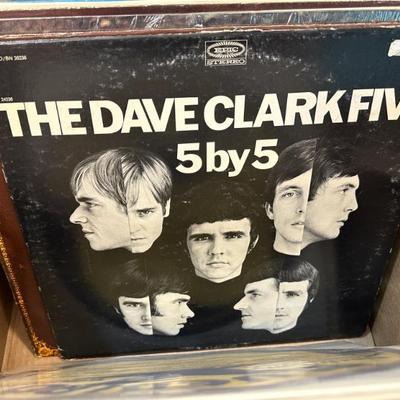 EPIC
STEREO
THE DAVE CLARK FIV
5 by 5